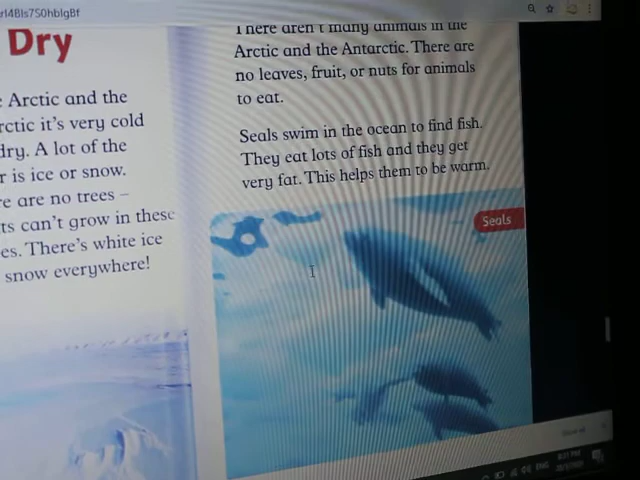 Dry
Arctic and the
rctic it's very cold
dry. A lot of the
r is ice or snow.
re are no trees –
ts can't grow in these
es. There's white ice
snow everywhere!
There aren't many animals in the
Arctic and the Antarctic. There are
no leaves, fruit, or nuts for animals
to eat.
Seals swim in the ocean to find fish.
They eat lots of fish and they get
very fat. This helps them to be warm.
Seals
ENG